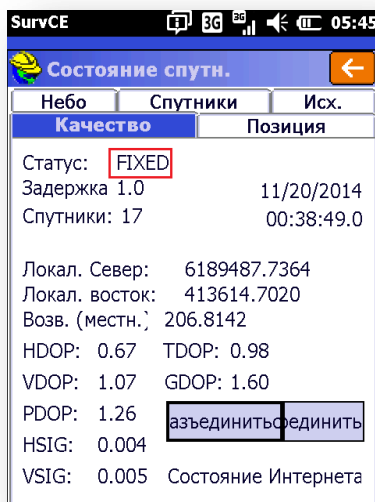 SurvCE 3G 3G 05:45
Состояние спутн.
Небо Спутники Исх.
Качество Позиция
Статус: FIXED
Задержка 1.0 11/20/2014
Спутники: 17 00:38:49.0
Локал. Север: 6189487.7364
Локал. восток: 413614.7020
Возв. (местн.) 206.8142
HDOP: 0.67 TDOP: 0.98
VDOP: 1.07 GDOP: 1.60
PDOP: 1.26 азъединить оединить
HSIG: 0.004
VSIG: 0.005 Состояние Интернета